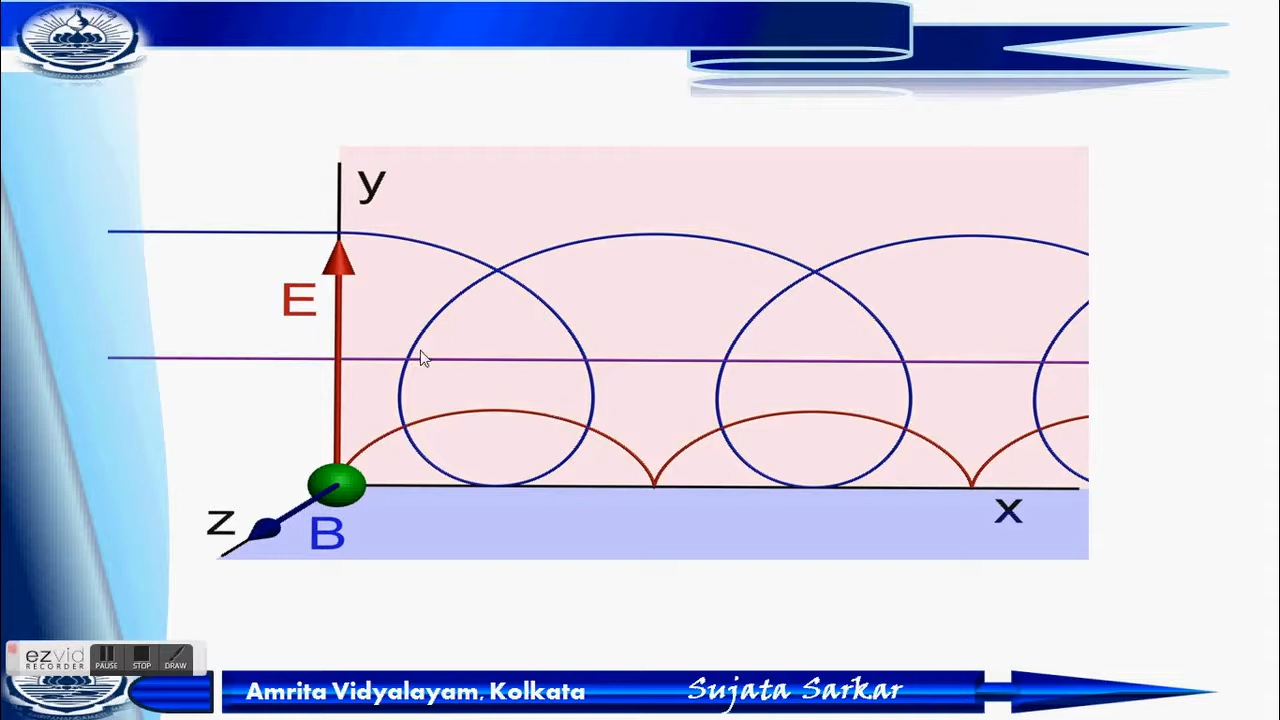 y
E
z
B
x
ezvid
RECORDER
PAUSE
STOP
DRAW
Amrita Vidyalayam, Kolkata
Sujata Sarkar